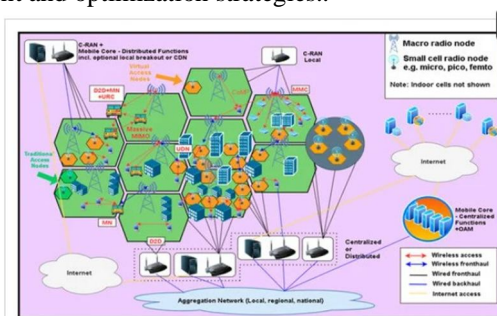 nt and optimization strategies..
C-RAN +
Mobile Core - Distributed Functions
incl. optional local breakout or CDN
C-RAN
Local
Macro radio node
Small cell radio node
e.g. micro, pico, femto
Note: Indoor cells not shown
Virtual
Access
Nodes
CoMP
D2D+MN
+URC
MMC
Massive
MIMO
Traditional
Access
Nodes
UDN
Internet
Mobile Core
- Centralized
Functions
+OAM
MN
D2D
Centralized
or
Distributed
Wireless access
Wireless fronthaul
Wired fronthaul
Wired backhaul
Internet access
Internet
Aggregation Network (Local, regional, national)